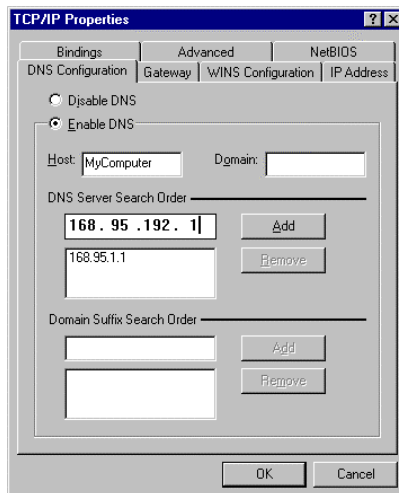 TCP/IP Properties
Bindings Advanced NetBIOS
DNS Configuration Gateway WINS Configuration IP Address
Disable DNS
Enable DNS
Host: MyComputer Domain:
DNS Server Search Order
168. 95 .192. 1 Add
168.95.1.1 Remove
Domain Suffix Search Order
Add
Remove
OK Cancel